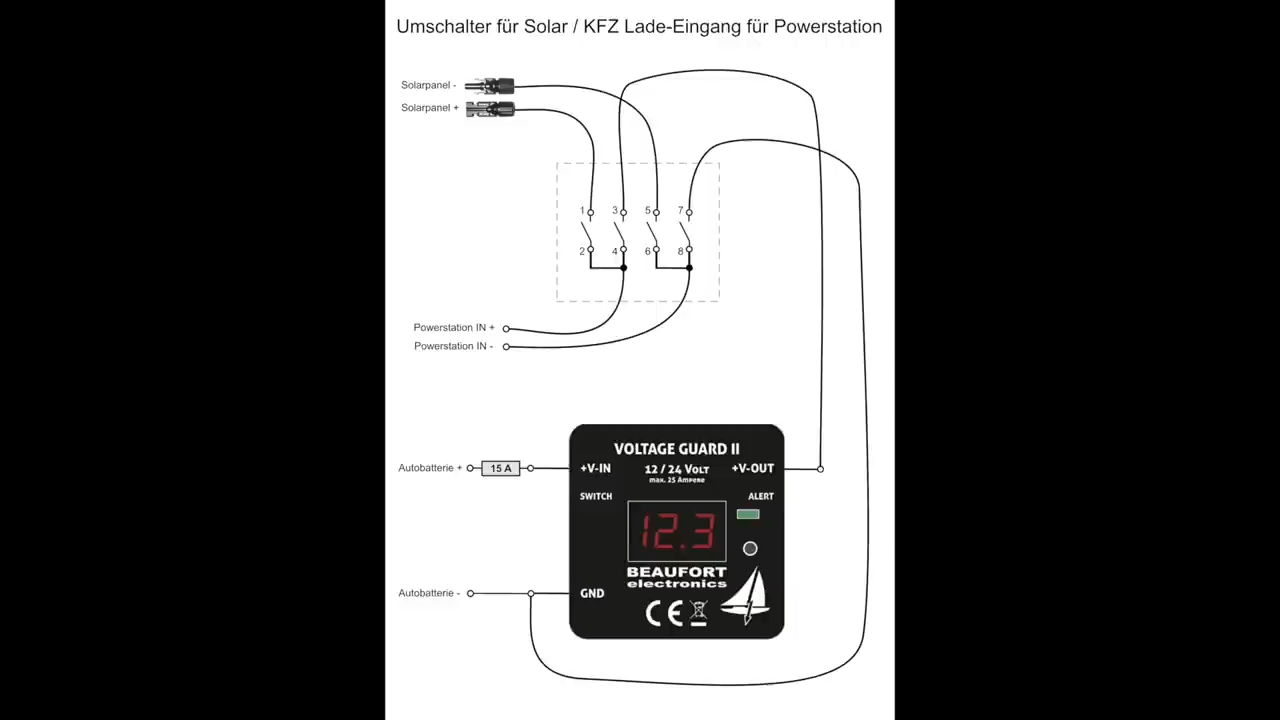 Umschalter für Solar / KFZ Lade-Eingang für Powerstation
Solarpanel -
Solarpanel +
1 3 5 7
2 4 6 8
Powerstation IN +
Powerstation IN -
VOLTAGE GUARD II
Autobatterie + 15 A +V-IN 12 / 24 VOLT +V-OUT
max. 25 Ampere
SWITCH ALERT
12.3
BEAUFORT
electronics
Autobatterie - GND
CE